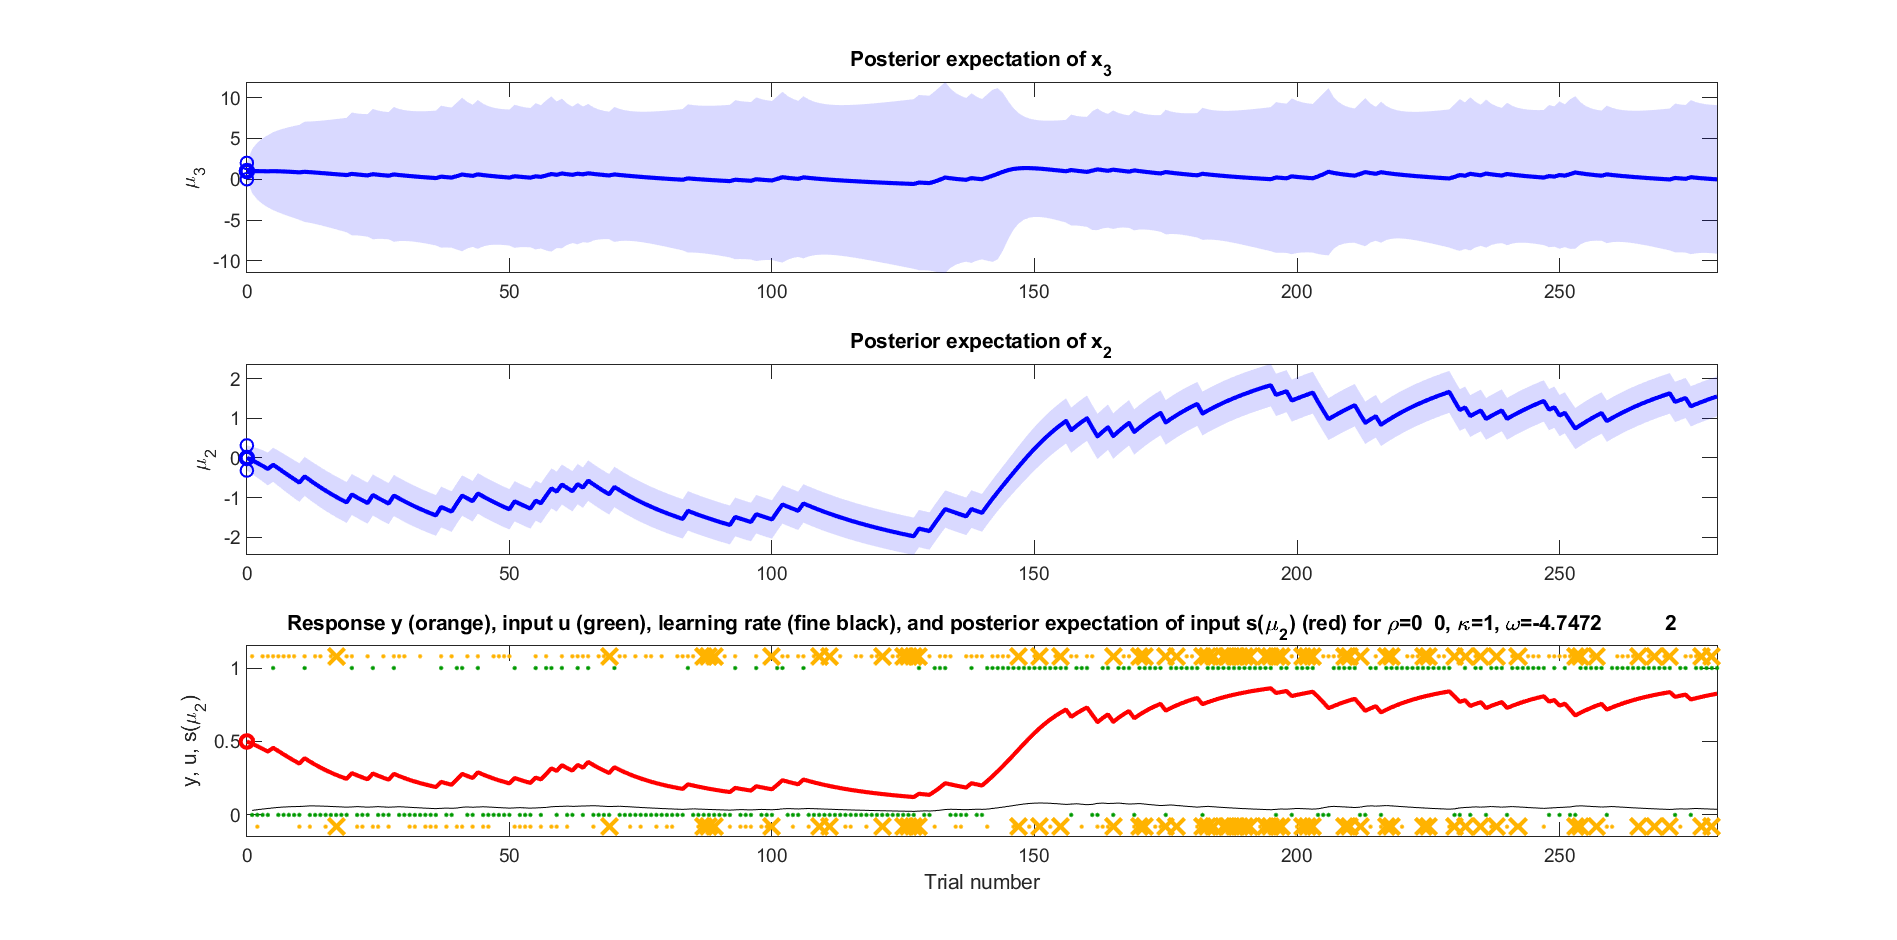 Posterior expectation of x3
10
5
0
-5
-10
μ3
0 50 100 150 200 250
Posterior expectation of x2
2
1
0
-1
-2
μ2
0 50 100 150 200 250
Response y (orange), input u (green), learning rate (fine black), and posterior expectation of input s(μ2) (red) for ρ=0 0, κ=1, ω=-4.7472 2
1
0.5
0
y, u, s(μ2)
0 50 100 150 200 250
Trial number